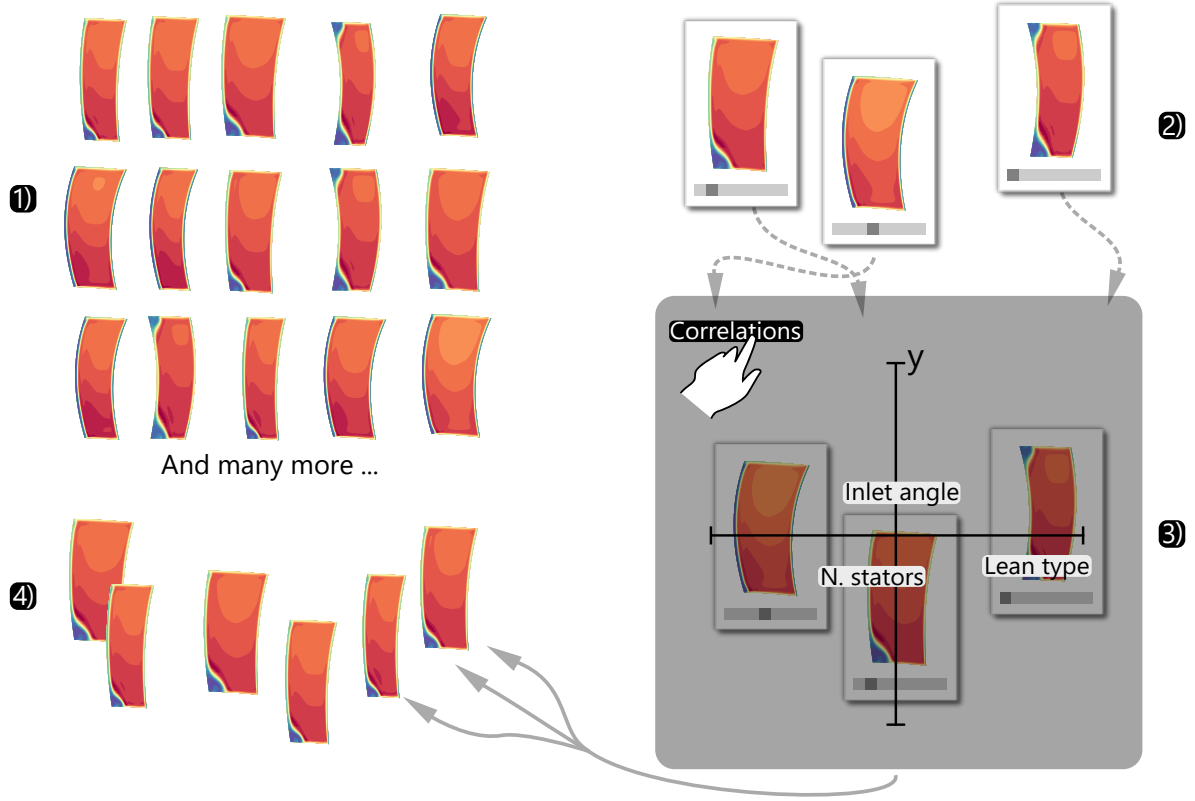 1)
And many more ...
2)
Correlations
y
Inlet angle
N. stators
Lean type
3)
4)